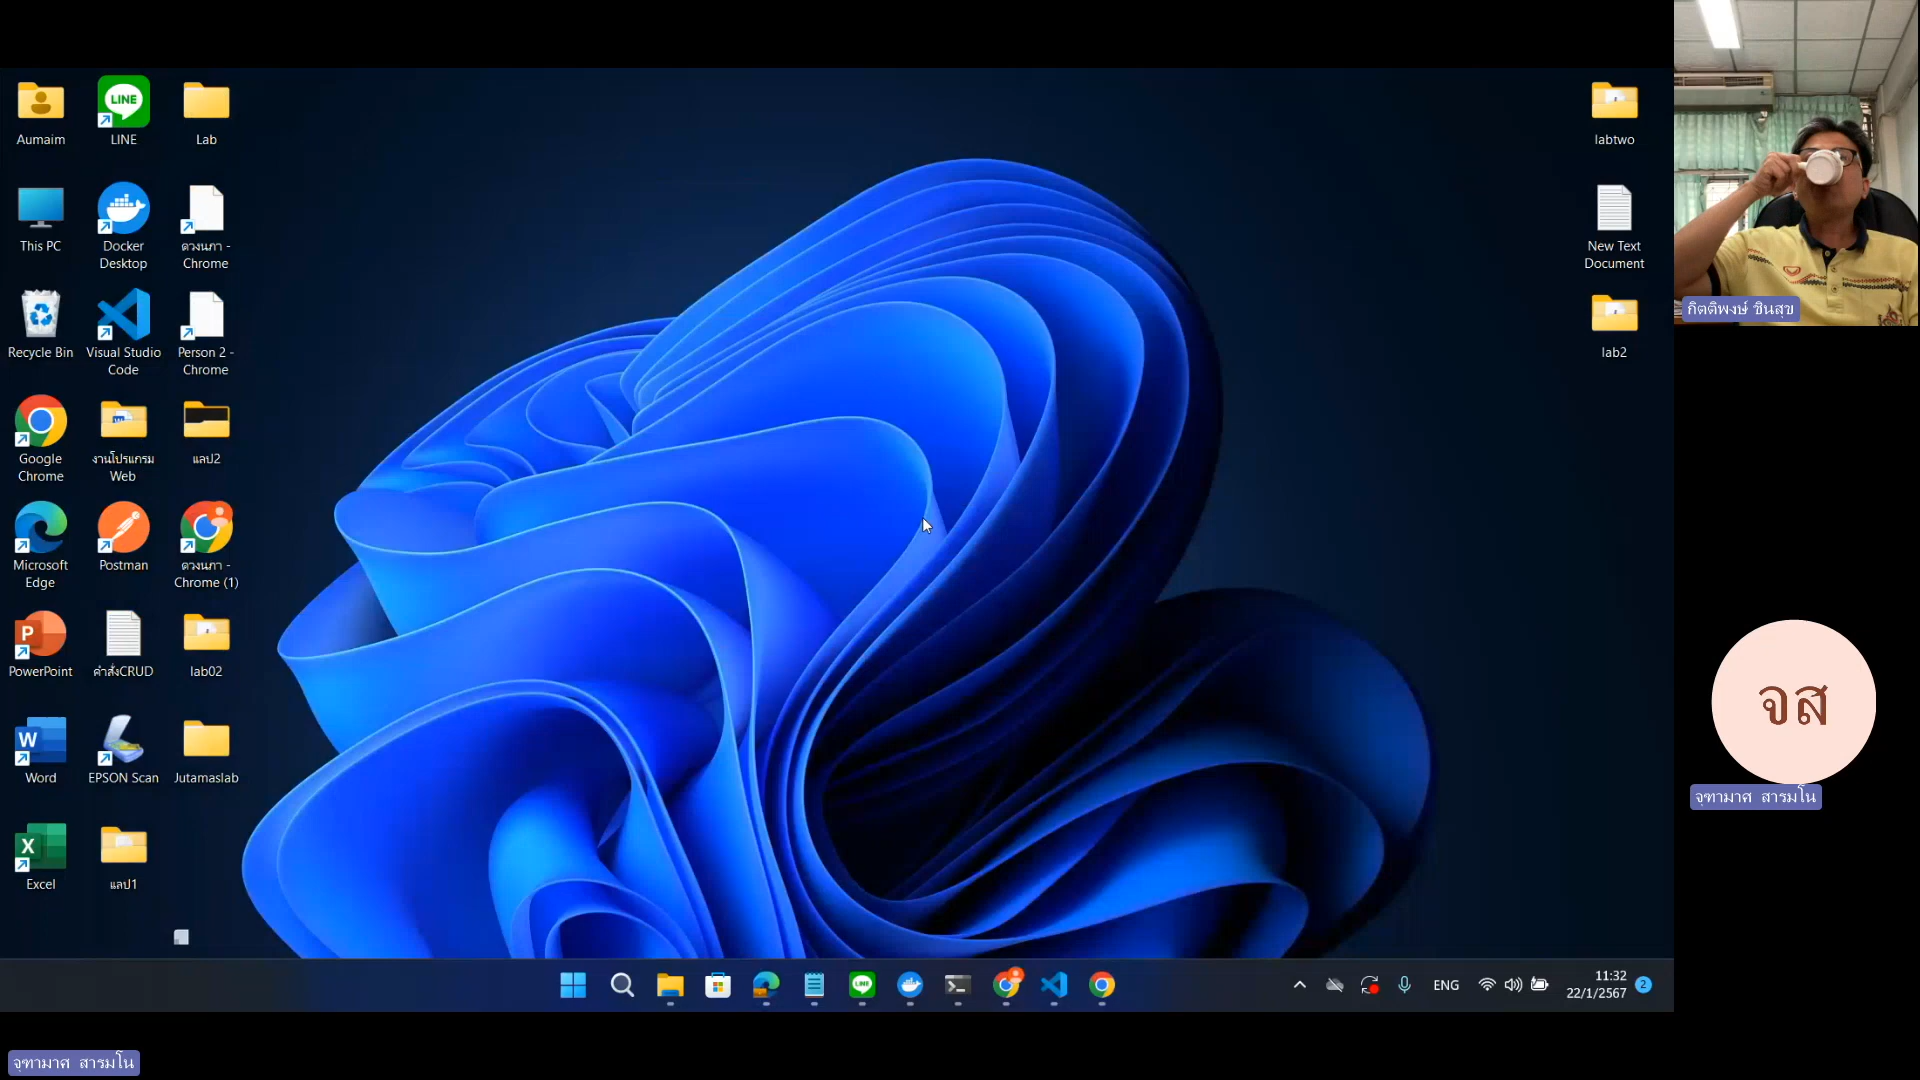 Aumaim
LINE
LINE
Lab
This PC
Docker
Desktop
ดวงนภา -
Chrome
Recycle Bin
Visual Studio
Code
Person 2 -
Chrome
Google
Chrome
งานโปรแกรม
Web
แลป2
Microsoft
Edge
Postman
ดวงนภา -
Chrome (1)
P
PowerPoint
คำสั่งCRUD
lab02
W
Word
EPSON Scan
Jutamaslab
X
Excel
แลป1
labtwo
New Text
Document
lab2
LINE
ENG
11:32
22/1/2567
2
กิตติพงษ์ ชินสุข
จส
จุฑามาศ สารมโน
จุฑามาศ สารมโน